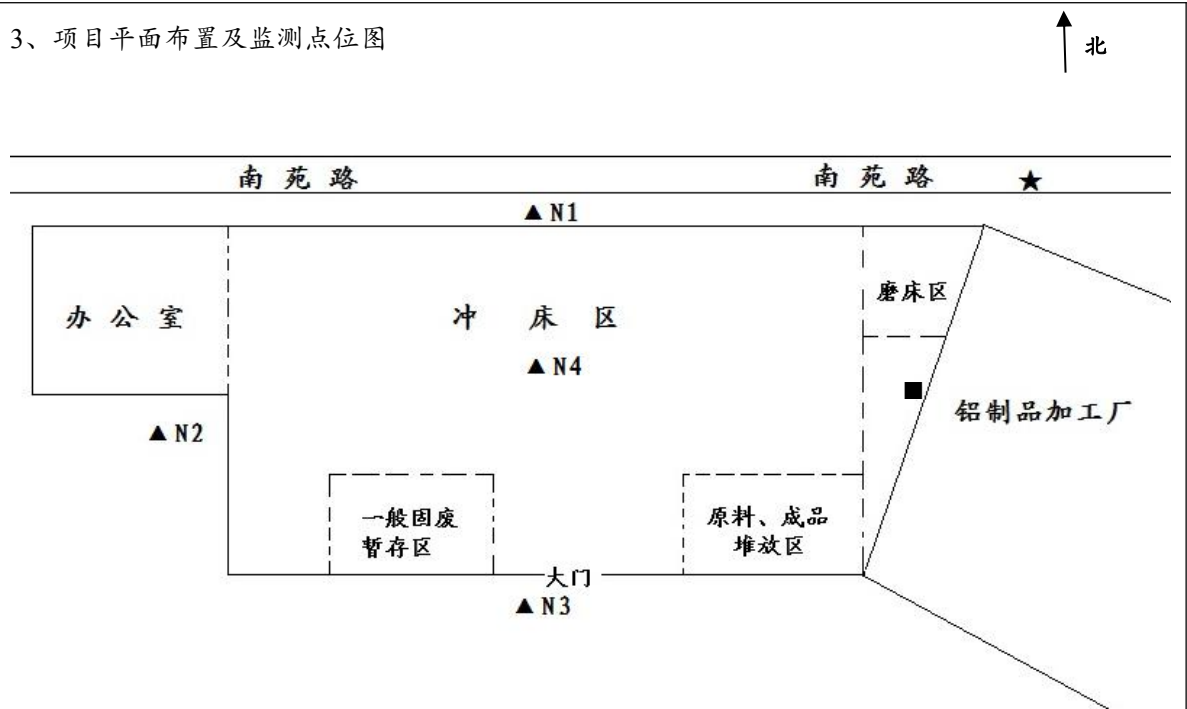 3、项目平面布置及监测点位图
北
南苑路
南苑路
★
▲N1
办公室
冲床区
磨床区
▲N4
■
铝制品加工厂
▲N2
一般固废
暂存区
原料、成品
堆放区
大门
▲N3